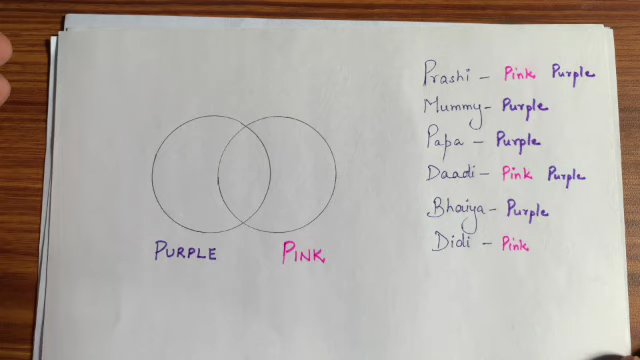 Prashi - Pink Purple
Mummy - Purple
Papa - Purple
Daadi - Pink Purple
Bhaiya - Purple
Didi - Pink
PURPLE PINK